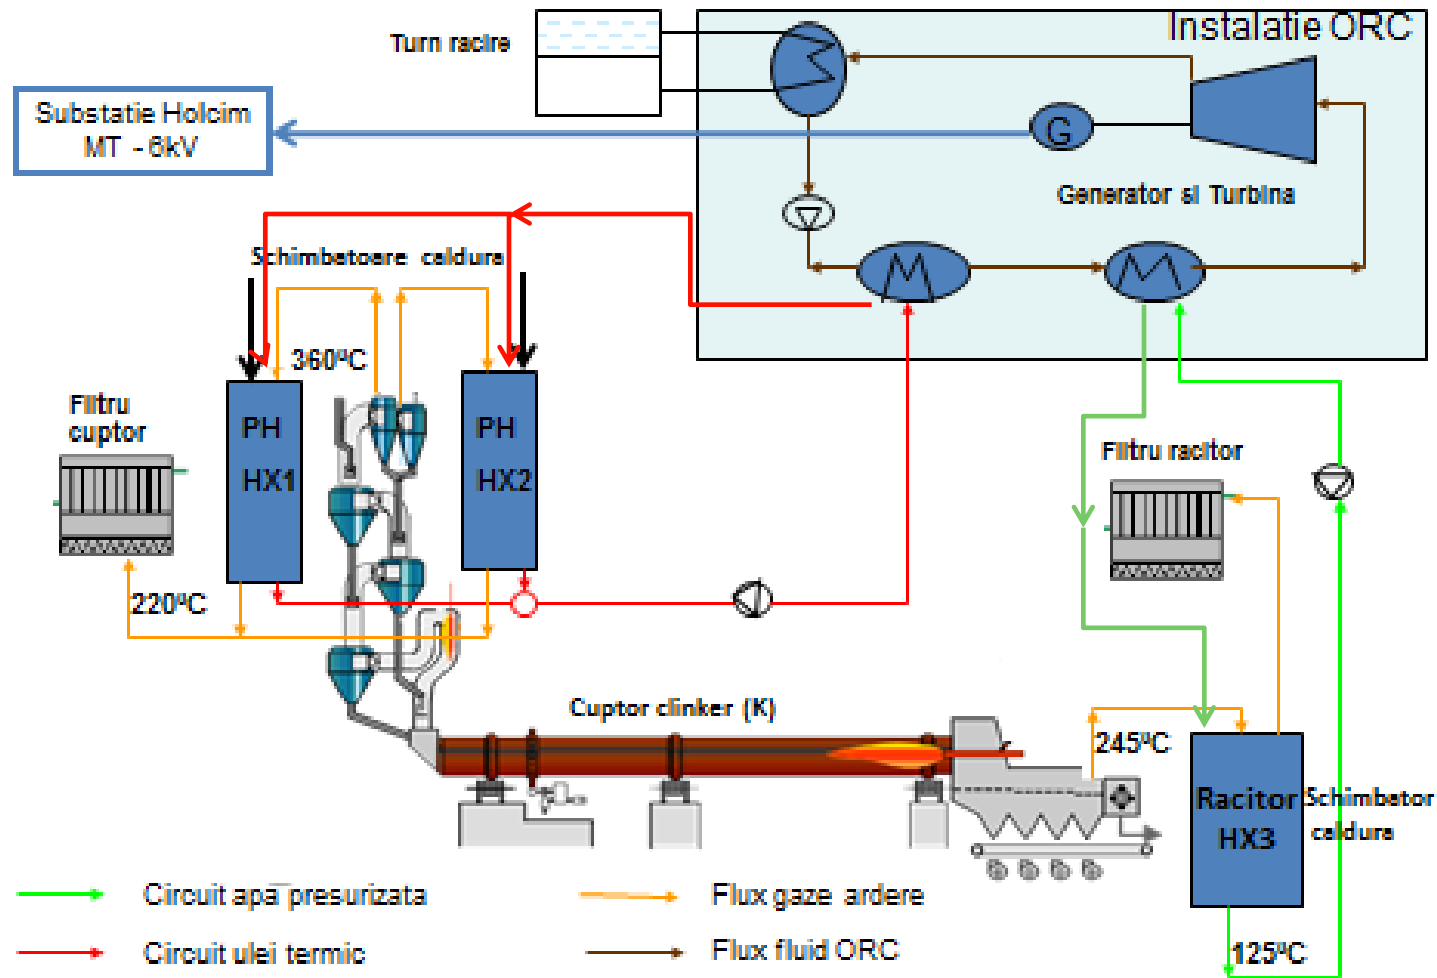 Instalatie ORC
Turn racire
Substatie Holcim
MT - 6kV
G
Generator si Turbina
Schimbatoare caldura
360ºC
Filtru
cuptor
PH
HX1
PH
HX2
Filtru racitor
220ºC
Cuptor clinker (K)
245ºC
Racitor
HX3
Schimbator
caldura
125ºC
Circuit apa presurizata
Flux gaze ardere
Circuit ulei termic
Flux fluid ORC